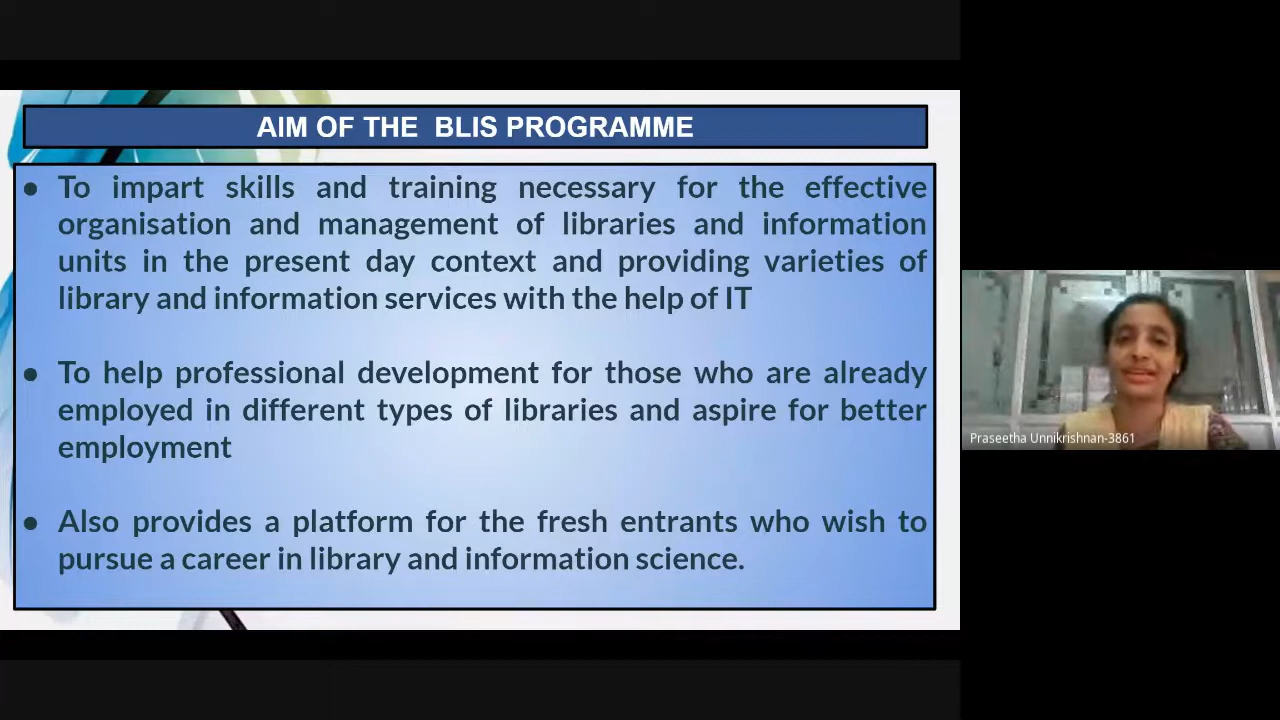 AIM OF THE BLIS PROGRAMME
● To impart skills and training necessary for the effective
organisation and management of libraries and information
units in the present day context and providing varieties of
library and information services with the help of IT
● To help professional development for those who are already
employed in different types of libraries and aspire for better
employment
● Also provides a platform for the fresh entrants who wish to
pursue a career in library and information science.
Praseetha Unnikrishnan-3861